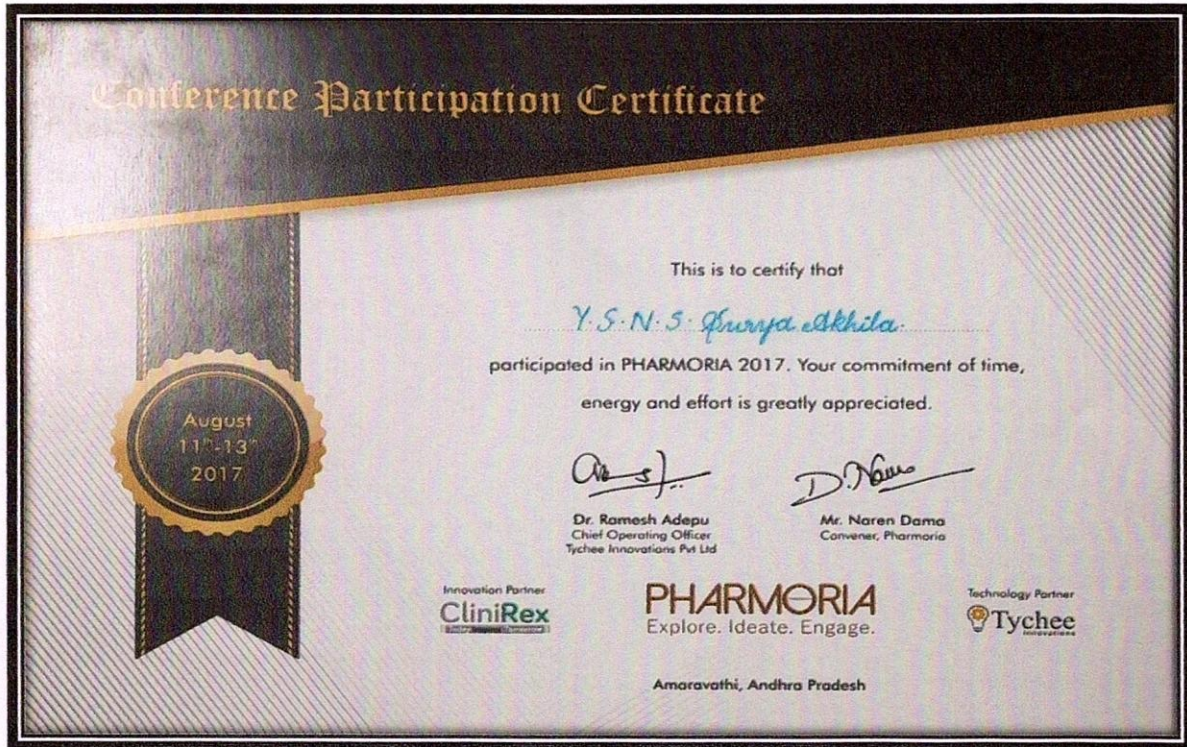 Conference Participation Certificate
This is to certify that
Y.S.N.S. Surya Akhila.
participated in PHARMORIA 2017. Your commitment of time,
energy and effort is greatly appreciated.
August
11th-13th
2017
Dr. Ramesh Adepu
Chief Operating Officer
Tychee Innovations Pvt Ltd
D. Naren
Mr. Naren Dama
Convener, Pharmoria
Innovation Partner
CliniRex
PHARMORIA
Explore. Ideate. Engage.
Technology Partner
Tychee
Innovations
Amaravathi, Andhra Pradesh